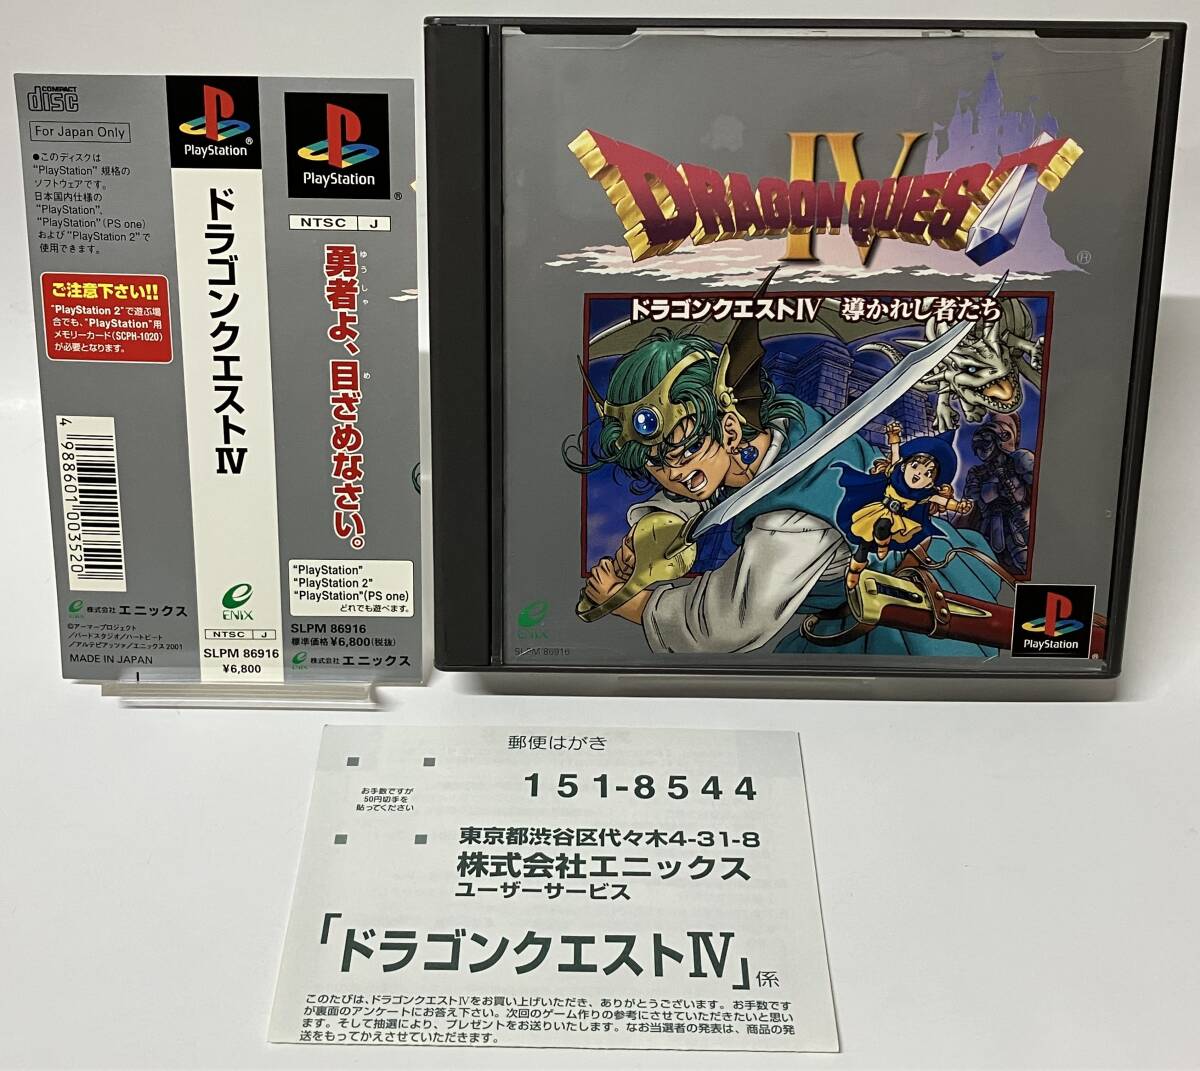 COMPACT
disc
For Japan Only
●このディスクは
"PlayStation" 規格の
ソフトウェアです。
日本国内仕様の
"PlayStation"、
"PlayStation"(PS one)
および"PlayStation 2"で
使用できます。
ご注意下さい!!
"PlayStation 2"で遊ぶ場
合でも、"PlayStation"用
メモリーカード(SCPH-1020)
が必要となります。
4 988601 003520
株式会社 エニックス
©アーマープロジェクト
/バードスタジオ/ハートビート
/アルテピアッツァ/エニックス2001
MADE IN JAPAN
PlayStation
®
ドラゴンクエストⅣ
ENIX
NTSC J
SLPM 86916
¥6,800
PlayStation
®
NTSC J
勇者よ、目ざめなさい。
ゆうしゃ
め
"PlayStation"
"PlayStation 2"
"PlayStation"(PS one)
どれでも遊べます。
SLPM 86916
標準価格¥6,800(税抜)
株式会社 エニックス
IV
DRAGON QUEST
®
ドラゴンクエストⅣ 導かれし者たち
ENIX
SLPM 86916
PlayStation
®
郵便はがき
お手数ですが
50円切手を
貼ってください
151-8544
東京都渋谷区代々木4-31-8
株式会社エニックス
ユーザーサービス
「ドラゴンクエストⅣ」係
このたびは、ドラゴンクエストⅣをお買い上げいただき、ありがとうございます。お手数です
が裏面のアンケートにお答え下さい。次回のゲーム作りの参考にさせていただきたいと思い
ます。そして抽選により、プレゼントをお送りいたします。なお当選者の発表は、商品の発
送をもってかえさせていただきます。